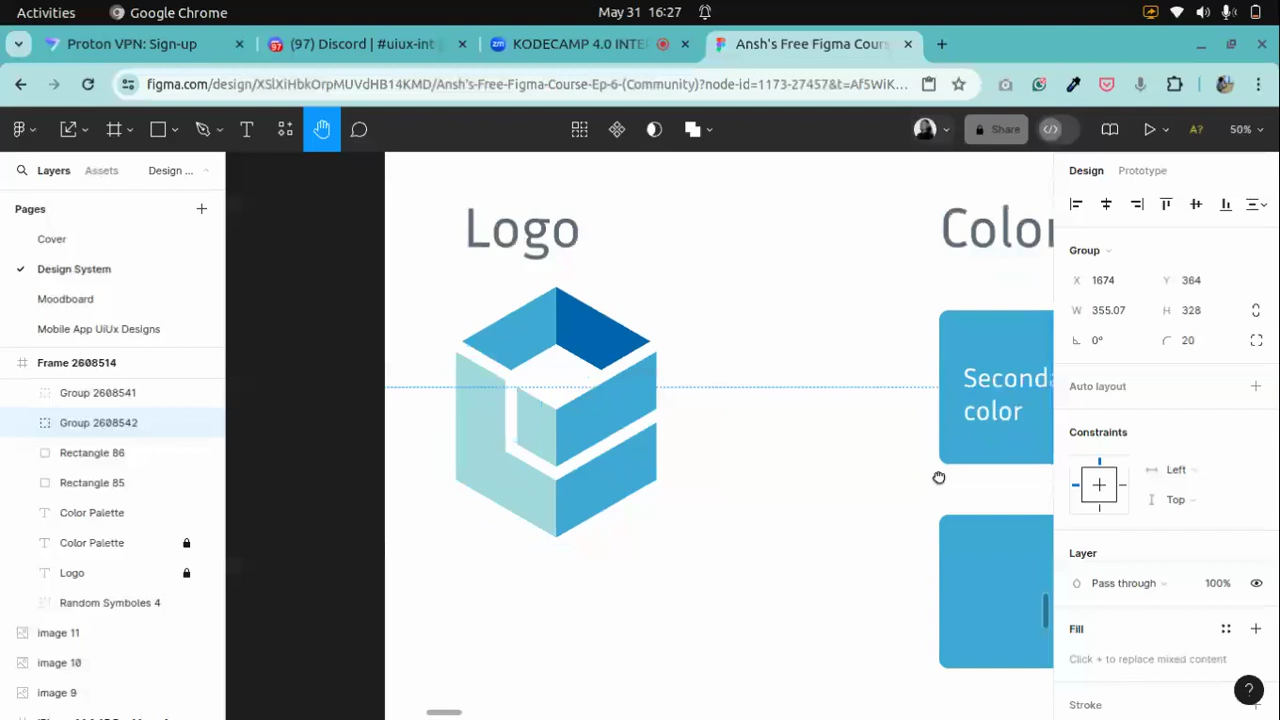 Activities
Google Chrome
May 31 16:27
Proton VPN: Sign-up
(97) Discord | #uiux-int
KODECAMP 4.0 INTE
Ansh's Free Figma Cour
figma.com/design/XSlXiHbkOrpMUVdHB14KMD/Ansh's-Free-Figma-Course-Ep-6-(Community)?node-id=1173-27457&t=Af5WiK...
Share
A?
50%
Layers
Assets
Design ...
Design
Prototype
Pages
Cover
Design System
Moodboard
Mobile App UiUx Designs
Frame 2608514
Group 2608541
Group 2608542
Rectangle 86
Rectangle 85
Color Palette
Color Palette
Logo
Random Symboles 4
image 11
image 10
image 9
Logo
Color
Seconda
color
Group
X 1674
Y 364
W 355.07
H 328
0°
20
Auto layout
Constraints
Left
Top
Layer
Pass through
100%
Fill
Click + to replace mixed content
Stroke
?